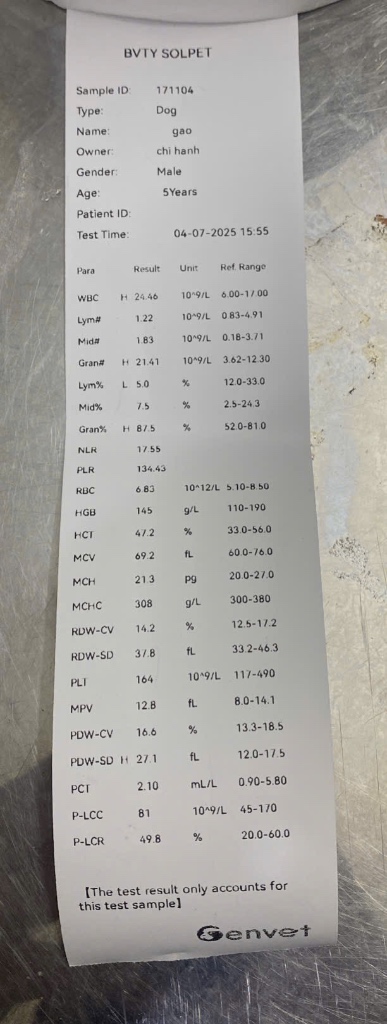 BVTY SOLPET
Sample ID: 171104
Type: Dog
Name: gao
Owner: chi hanh
Gender: Male
Age: 5Years
Patient ID:
Test Time: 04-07-2025 15:55
Para Result Unit Ref. Range
WBC H 24.46 10^9/L 6.00-17.00
Lym# 1.22 10^9/L 0.83-4.91
Mid# 1.83 10^9/L 0.18-3.71
Gran# H 21.41 10^9/L 3.62-12.30
Lym% L 5.0 % 12.0-33.0
Mid% 7.5 % 2.5-24.3
Gran% H 87.5 % 52.0-81.0
NLR 17.55
PLR 134.43
RBC 6.83 10^12/L 5.10-8.50
HGB 145 g/L 110-190
HCT 47.2 % 33.0-56.0
MCV 69.2 fL 60.0-76.0
MCH 21.3 pg 20.0-27.0
MCHC 308 g/L 300-380
RDW-CV 14.2 % 12.5-17.2
RDW-SD 37.8 fL 33.2-46.3
PLT 164 10^9/L 117-490
MPV 12.8 fL 8.0-14.1
PDW-CV 16.6 % 13.3-18.5
PDW-SD H 27.1 fL 12.0-17.5
PCT 2.10 mL/L 0.90-5.80
P-LCC 81 10^9/L 45-170
P-LCR 49.8 % 20.0-60.0
[The test result only accounts for
this test sample]
Genvet